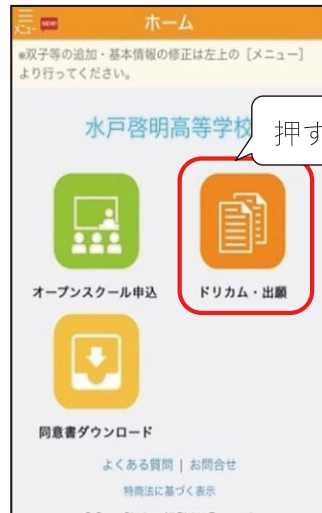 メニュー NEW! ホーム
※双子等の追加・基本情報の修正は左上の［メニュー］
より行ってください。
水戸啓明高等学校
押す
オープンスクール申込 ドリカム・出願
同意書ダウンロード
よくある質問 | お問合せ
特商法に基づく表示